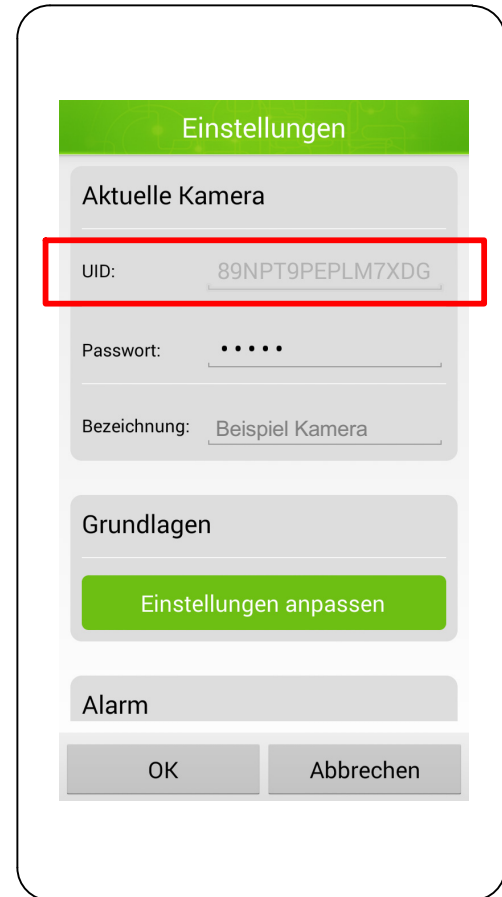 Einstellungen
Aktuelle Kamera
UID: 89NPT9PEPLM7XDG
Passwort: •••••
Bezeichnung: Beispiel Kamera
Grundlagen
Einstellungen anpassen
Alarm
OK Abbrechen